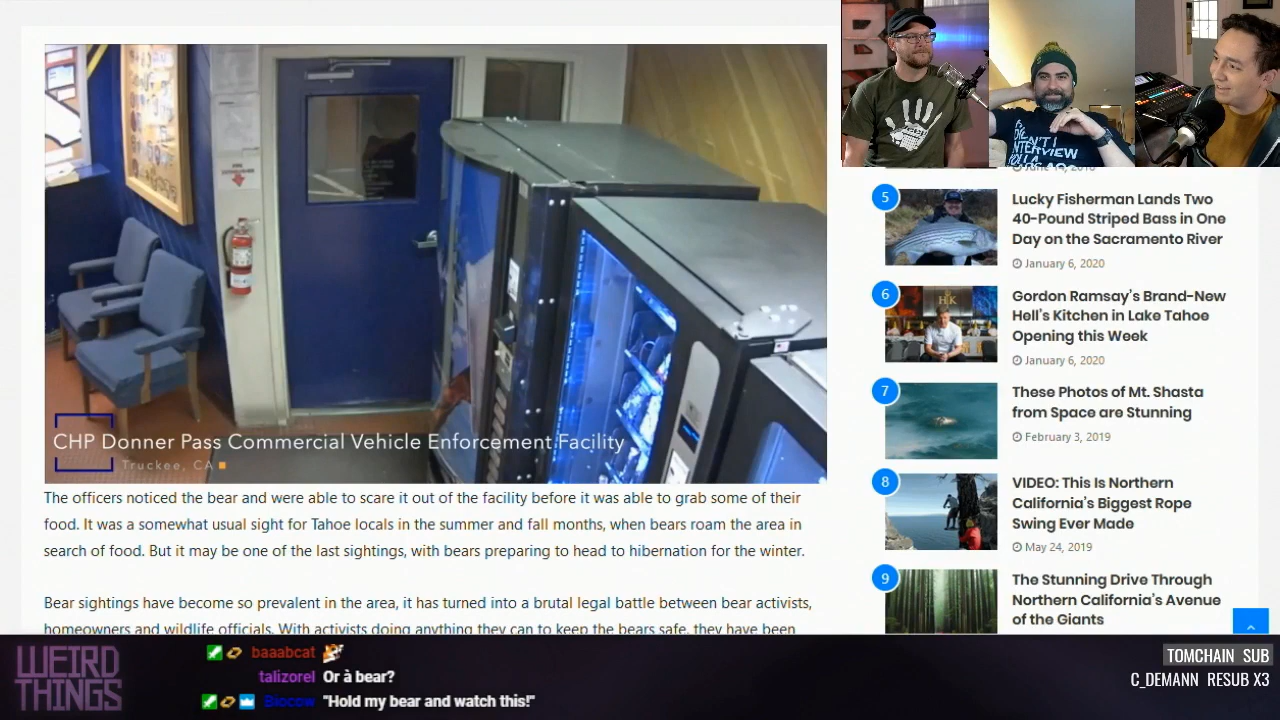 CHP Donner Pass Commercial Vehicle Enforcement Facility
Truckee, CA
The officers noticed the bear and were able to scare it out of the facility before it was able to grab some of their
food. It was a somewhat usual sight for Tahoe locals in the summer and fall months, when bears roam the area in
search of food. But it may be one of the last sightings, with bears preparing to head to hibernation for the winter.
Bear sightings have become so prevalent in the area, it has turned into a brutal legal battle between bear activists,
homeowners and wildlife officials. With activists doing anything they can to keep the bears safe, they have been
5
Lucky Fisherman Lands Two
40-Pound Striped Bass in One
Day on the Sacramento River
January 6, 2020
6
HK
Gordon Ramsay's Brand-New
Hell's Kitchen in Lake Tahoe
Opening this Week
January 6, 2020
7
These Photos of Mt. Shasta
from Space are Stunning
February 3, 2019
8
VIDEO: This Is Northern
California's Biggest Rope
Swing Ever Made
May 24, 2019
9
The Stunning Drive Through
Northern California's Avenue
of the Giants
DIDN'T I
INTERVIEW
WEIRD
THINGS
baaabcat
talizorel Or à bear?
Biocow "Hold my bear and watch this!"
TOMCHAIN SUB
C_DEMANN RESUB X3